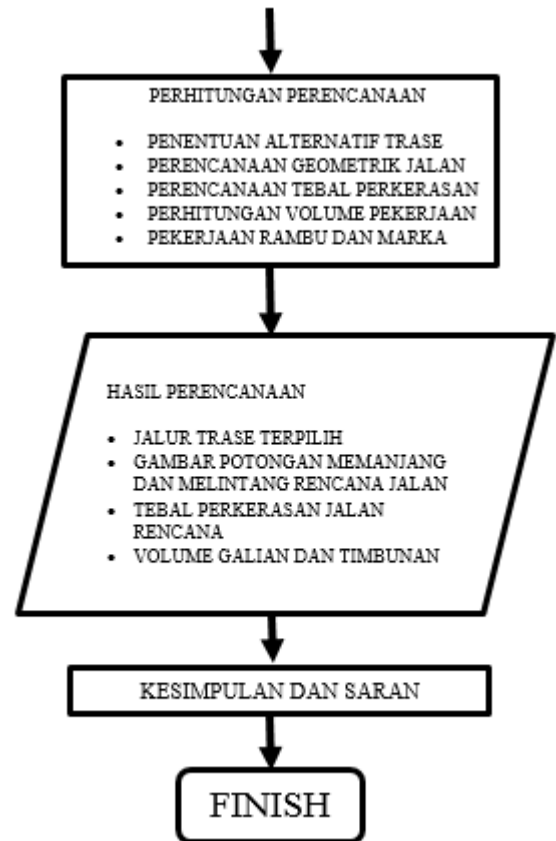 PERHITUNGAN PERENCANAAN
• PENENTUAN ALTERNATIF TRASE
• PERENCANAAN GEOMETRIK JALAN
• PERENCANAAN TEBAL PERKERASAN
• PERHITUNGAN VOLUME PEKERJAAN
• PEKERJAAN RAMBU DAN MARKA
HASIL PERENCANAAN
• JALUR TRASE TERPILIH
• GAMBAR POTONGAN MEMANJANG
DAN MELINTANG RENCANA JALAN
• TEBAL PERKERASAN JALAN
RENCANA
• VOLUME GALIAN DAN TIMBUNAN
KESIMPULAN DAN SARAN
FINISH